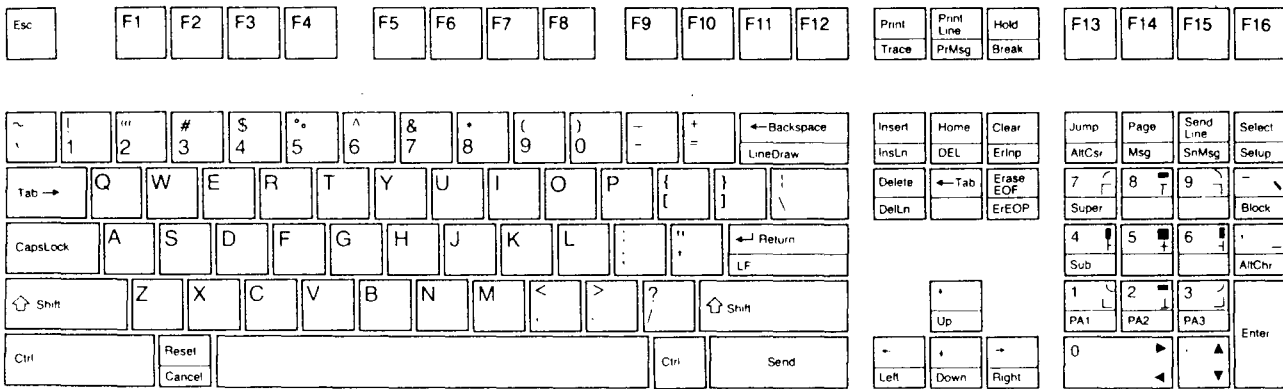 Esc F1 F2 F3 F4 F5 F6 F7 F8 F9 F10 F11 F12 Print Print Line Hold F13 F14 F15 F16
Trace PrMsg Break
~ ! "" # $ % ^ & * ( ) _ + ←Backspace Insert Home Clear Jump Page Send Line Select
` 1 2 3 4 5 6 7 8 9 0 - = LineDraw InsLn DEL ErInp AltCsr Msg SnMsg Setup
Tab → Q W E R T Y U I O P { [ } ] ¦ \ Delete ←Tab Erase EOF 7 8 9 -
DelLn ErEOP Super Block
CapsLock A S D F G H J K L : ; " ' ↵ Return 4 5 6 ,
LF Sub AltChr
⇧ Shift Z X C V B N M < , > . ? / ⇧ Shift ↑ 1 2 3 Enter
Up PA1 PA2 PA3
Ctrl Reset Ctrl Send ← ↓ → 0 ► . ▲
Cancel Left Down Right ◄ ▼